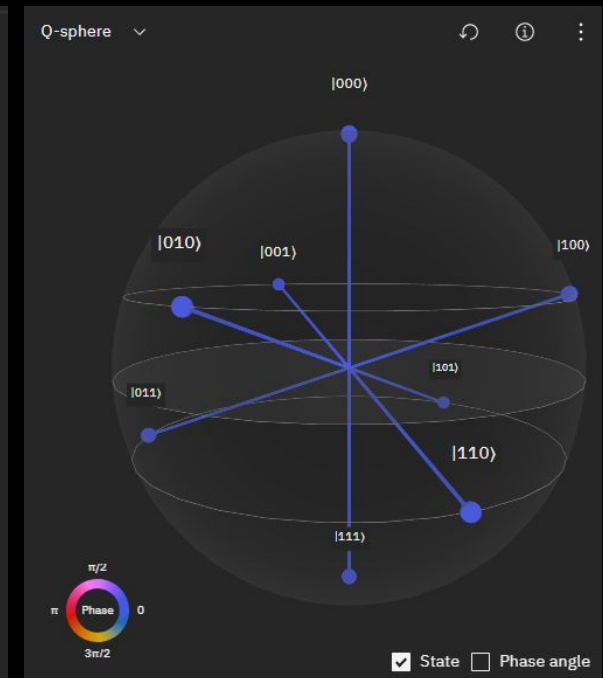 Q-sphere
|000⟩
|010⟩
|001⟩
|100⟩
|101⟩
|011⟩
|110⟩
|111⟩
π/2
π Phase 0
3π/2
State Phase angle